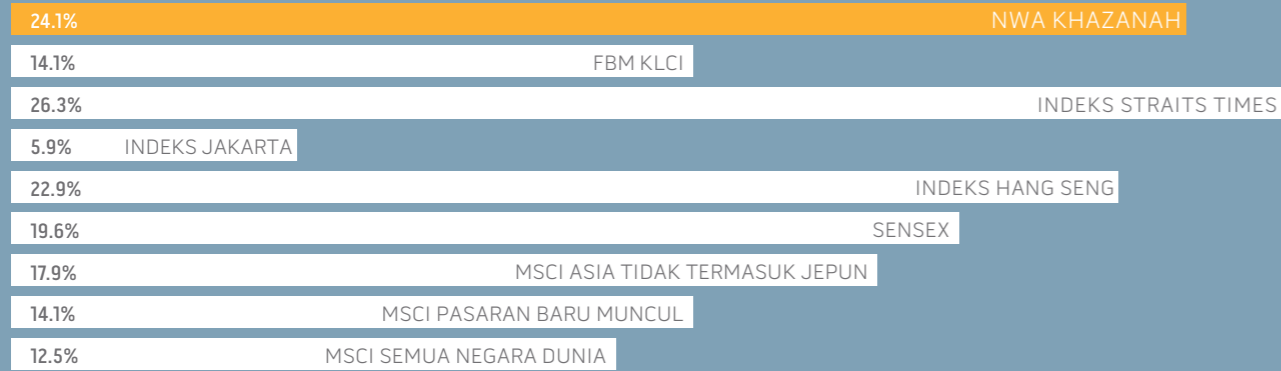 24.1% NWA KHAZANAH
14.1% FBM KLCI
26.3% INDEKS STRAITS TIMES
5.9% INDEKS JAKARTA
22.9% INDEKS HANG SENG
19.6% SENSEX
17.9% MSCI ASIA TIDAK TERMASUK JEPUN
14.1% MSCI PASARAN BARU MUNCUL
12.5% MSCI SEMUA NEGARA DUNIA